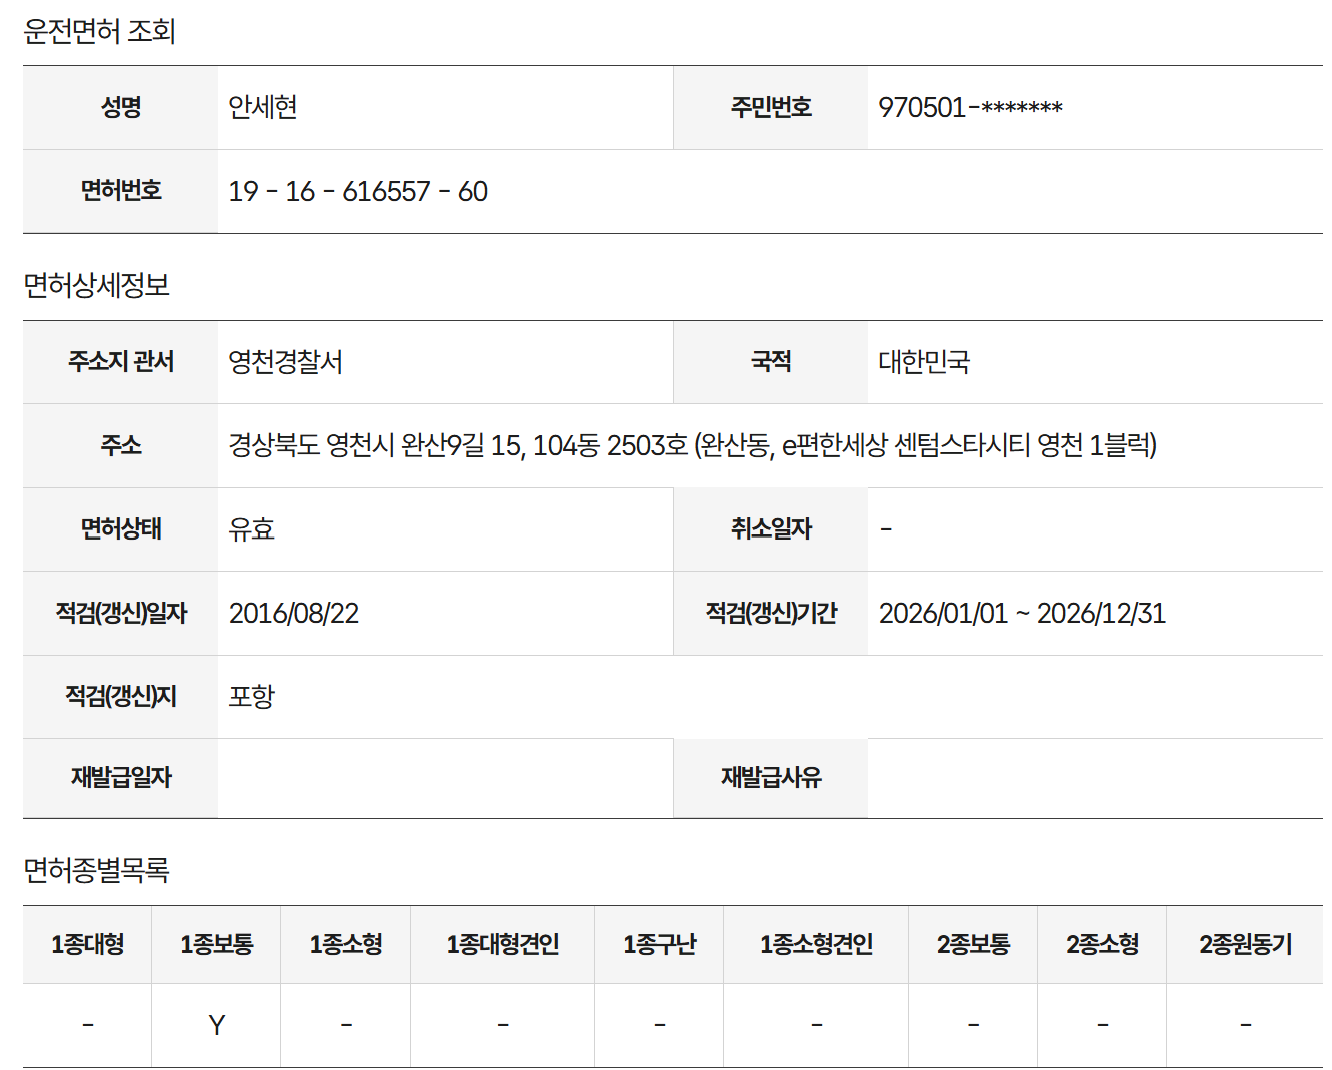 운전면허 조회
성명 안세현 주민번호 970501-*******
면허번호 19 - 16 - 616557 - 60
면허상세정보
주소지 관서 영천경찰서 국적 대한민국
주소 경상북도 영천시 완산9길 15, 104동 2503호 (완산동, e편한세상 센텀스타시티 영천 1블럭)
면허상태 유효 취소일자 -
적검(갱신)일자 2016/08/22 적검(갱신)기간 2026/01/01 ~ 2026/12/31
적검(갱신)지 포항
재발급일자 재발급사유
면허종별목록
1종대형 1종보통 1종소형 1종대형견인 1종구난 1종소형견인 2종보통 2종소형 2종원동기
- Y - - - - - - -